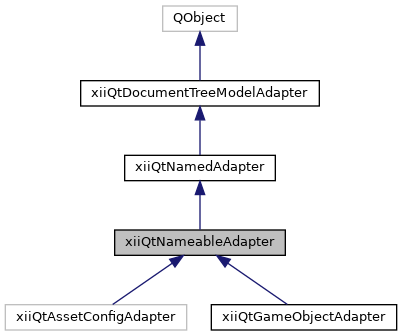 QObject
xiiQtDocumentTreeModelAdapter
xiiQtNamedAdapter
xiiQtNameableAdapter
xiiQtAssetConfigAdapter
xiiQtGameObjectAdapter